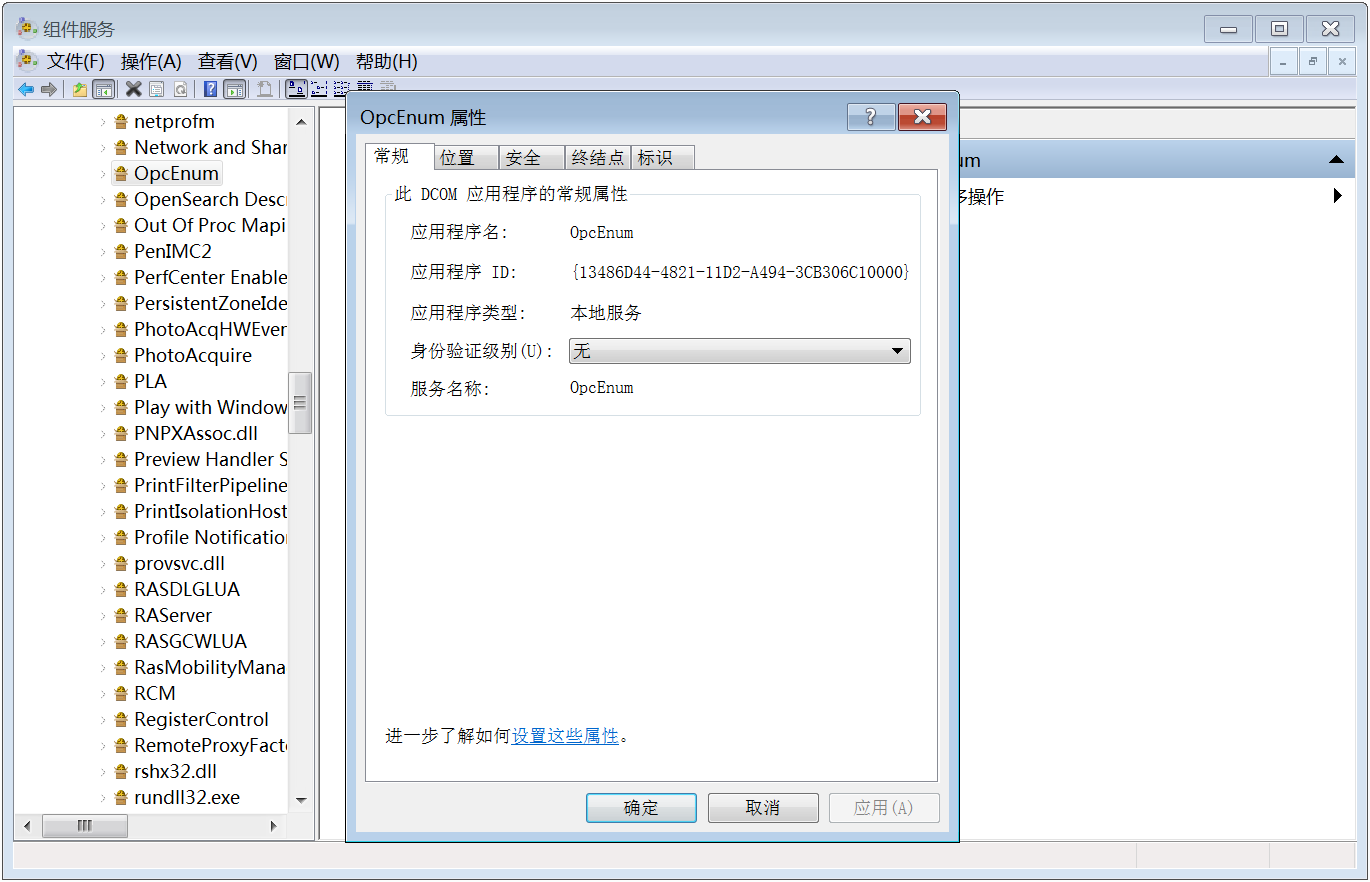 组件服务
文件(F) 操作(A) 查看(V) 窗口(W) 帮助(H)
netprofm
Network and Shar
OpcEnum
OpenSearch Desc
Out Of Proc Mapi
PenIMC2
PerfCenter Enable
PersistentZoneIde
PhotoAcqHWEver
PhotoAcquire
PLA
Play with Window
PNPXAssoc.dll
Preview Handler S
PrintFilterPipeline
PrintIsolationHost
Profile Notificatio
provsvc.dll
RASDLGLUA
RAServer
RASGCWLUA
RasMobilityMana
RCM
RegisterControl
RemoteProxyFact
rshx32.dll
rundll32.exe
OpcEnum 属性
常规 位置 安全 终结点 标识
此 DCOM 应用程序的常规属性
应用程序名: OpcEnum
应用程序 ID: {13486D44-4821-11D2-A494-3CB306C10000}
应用程序类型: 本地服务
身份验证级别(U): 无
服务名称: OpcEnum
进一步了解如何设置这些属性。
确定 取消 应用(A)
um
多操作